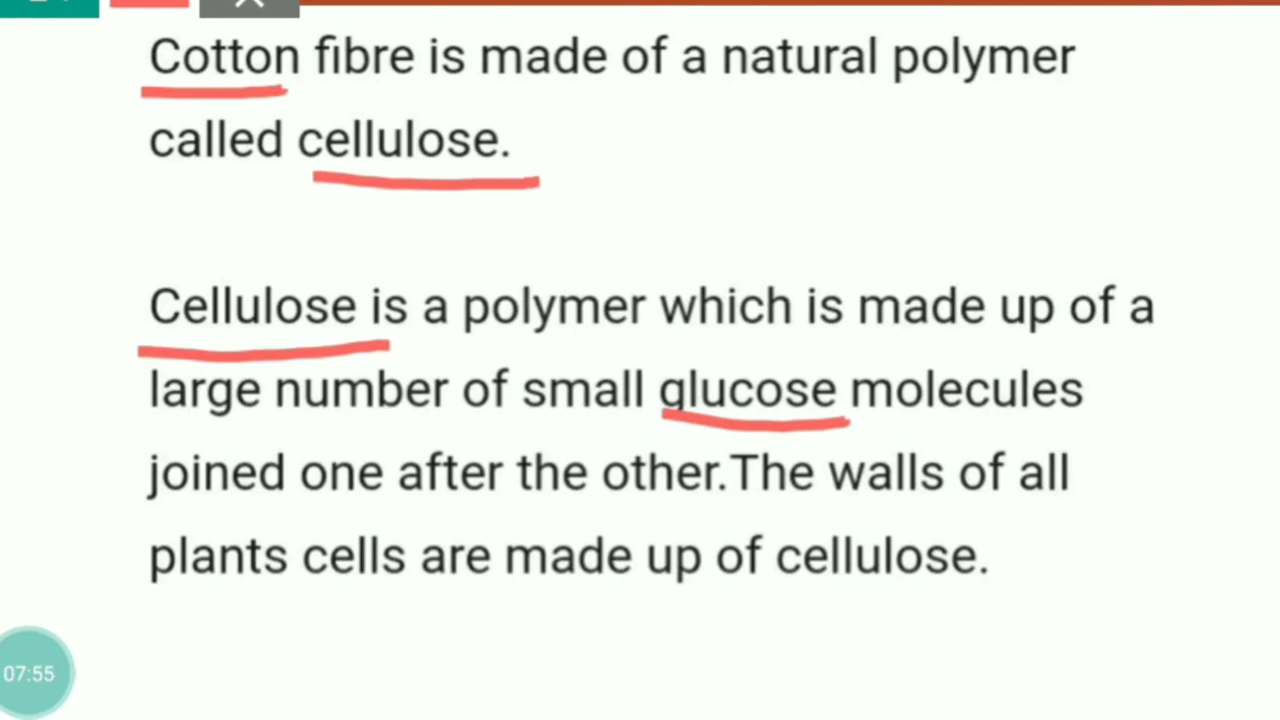 Cotton fibre is made of a natural polymer
called cellulose.
Cellulose is a polymer which is made up of a
large number of small glucose molecules
joined one after the other.The walls of all
plants cells are made up of cellulose.
07:55